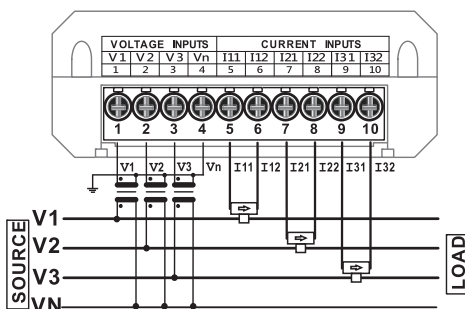 VOLTAGE INPUTS CURRENT INPUTS
V1 V2 V3 Vn I11 I12 I21 I22 I31 I32
1 2 3 4 5 6 7 8 9 10
1 2 3 4 5 6 7 8 9 10
V1 V2 V3 Vn I11 I12 I21 I22 I31 I32
SOURCE
V1
V2
V3
VN
LOAD